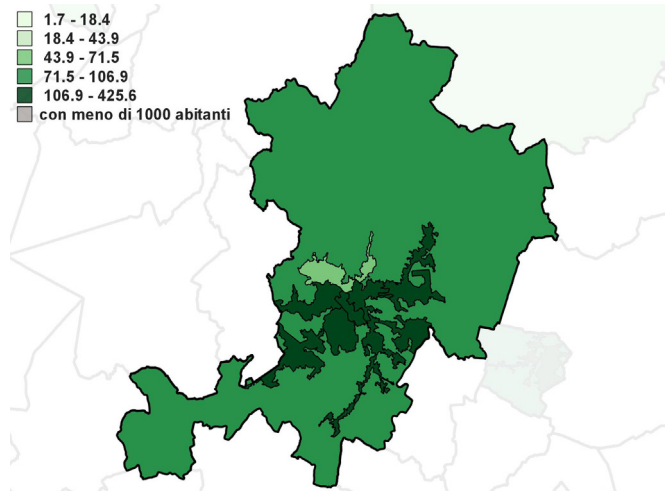 1.7 - 18.4
18.4 - 43.9
43.9 - 71.5
71.5 - 106.9
106.9 - 425.6
con meno di 1000 abitanti